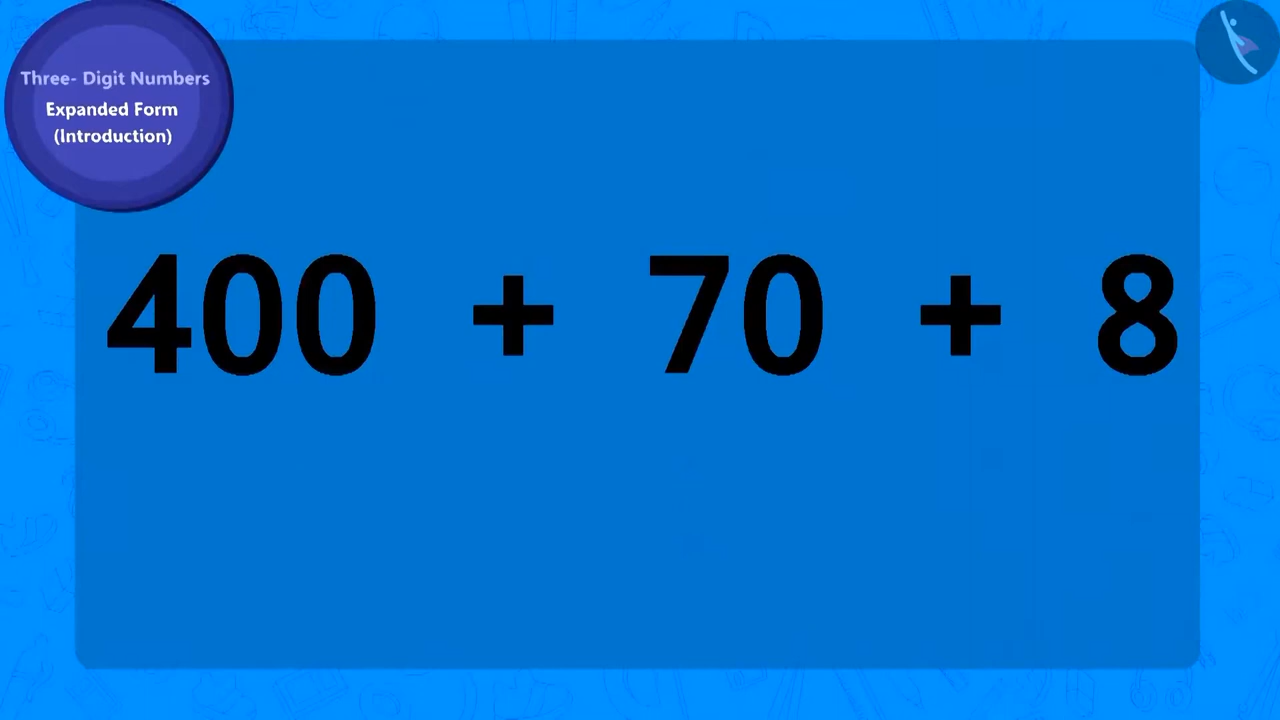 Three- Digit Numbers
Expanded Form
(Introduction)
400 + 70 + 8